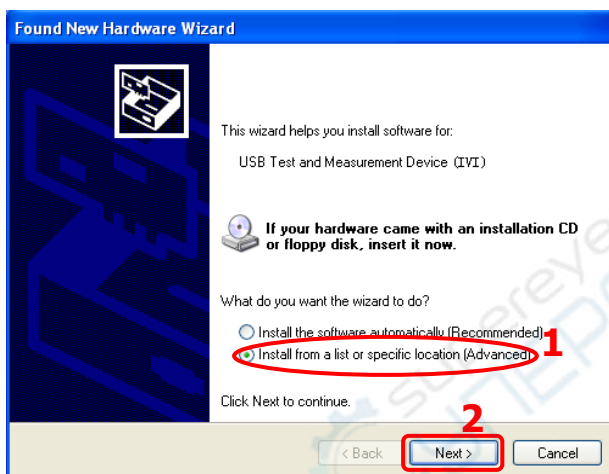 Found New Hardware Wizard
This wizard helps you install software for:
USB Test and Measurement Device (IVI)
If your hardware came with an installation CD
or floppy disk, insert it now.
What do you want the wizard to do?
Install the software automatically (Recommended)
Install from a list or specific location (Advanced)
1
Click Next to continue.
2
< Back
Next >
Cancel